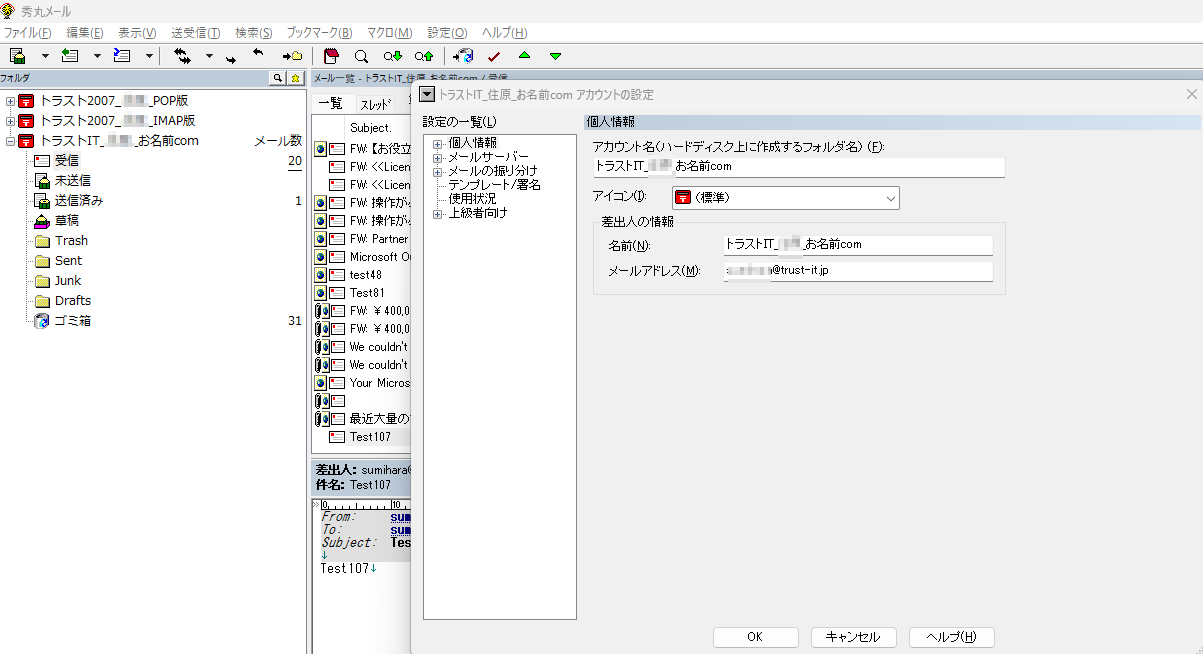 秀丸メール
ファイル(F) 編集(E) 表示(V) 送受信(T) 検索(S) ブックマーク(B) マクロ(M) 設定(O) ヘルプ(H)
フォルダ
トラスト2007_ _POP版
トラスト2007_ _IMAP版
トラストIT_ _お名前com メール数
受信 20
未送信
送信済み 1
草稿
Trash
Sent
Junk
Drafts
ゴミ箱 31
メール一覧 - トラストIT_住原_お名前com / 受信
一覧 スレッド
Subject.
FW: 【お役立
FW: <<Licen
FW: <<Licen
FW: 操作が
FW: 操作が
FW: Partner
Microsoft Ou
test48
Test81
FW: ￥400,0
FW: ￥400,0
We couldn't
We couldn't
Your Micros
最近大量の
Test107
差出人: sumihara@
件名: Test107
0 10
From: sum
To: sum
Subject: Tes
↓
Test107↓
トラストIT_住原_お名前com アカウントの設定
設定の一覧(L)
個人情報
メールサーバー
メールの振り分け
テンプレート/署名
使用状況
上級者向け
個人情報
アカウント名(ハードディスク上に作成するフォルダ名) (F):
トラストIT_ お名前com
アイコン(I): (標準)
差出人の情報
名前(N): トラストIT_ _お名前com
メールアドレス(M): @trust-it.jp
OK キャンセル ヘルプ(H)